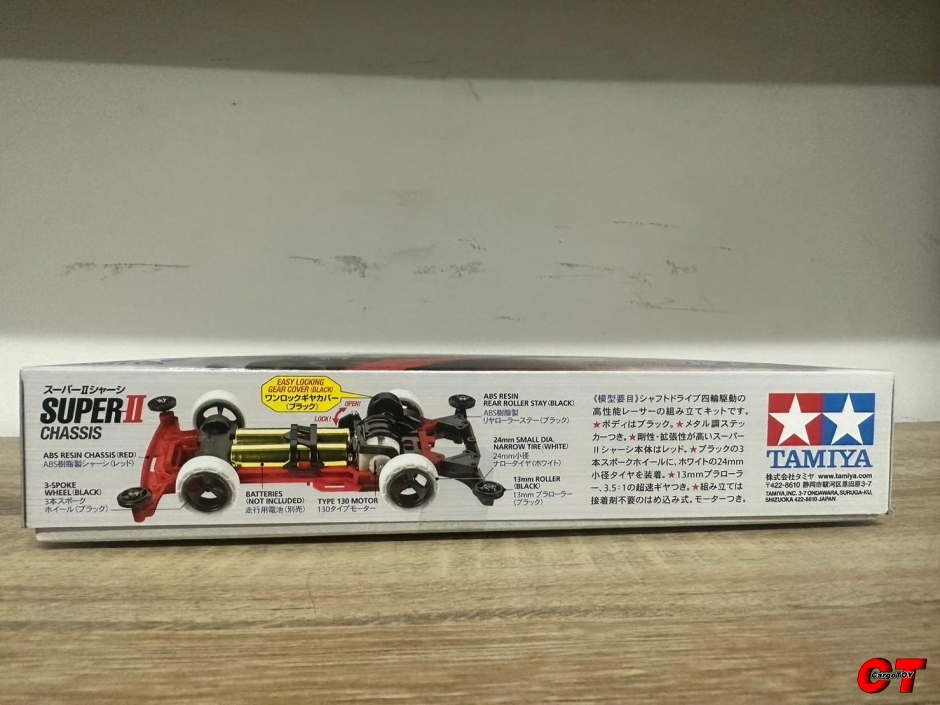 スーパーIIシャーシ
SUPER-II
CHASSIS
ABS RESIN CHASSIS (RED)
ABS樹脂製シャーシ(レッド)
3-SPOKE
WHEEL (BLACK)
3本スポーク
ホイール(ブラック)
EASY LOCKING
GEAR COVER (BLACK)
ワンロックギヤカバー
(ブラック)
OPEN!
LOCK!
BATTERIES
(NOT INCLUDED)
走行用電池(別売)
TYPE 130 MOTOR
130タイプモーター
ABS RESIN
REAR ROLLER STAY (BLACK)
ABS樹脂製
リヤローラーステー(ブラック)
24mm SMALL DIA.
NARROW TIRE (WHITE)
24mm小径
ナロータイヤ(ホワイト)
13mm ROLLER
(BLACK)
13mm プラローラー
(ブラック)
《模型要目》シャフトドライブ四輪駆動の
高性能レーサーの組み立てキットです。
★ボディはブラック。★メタル調ステッ
カーつき。★剛性・拡張性が高いスーパー
IIシャーシ本体はレッド。★ブラックの3
本スポークホイールに、ホワイトの24mm
小径タイヤを装着。★13mmプラローラ
ー、3.5:1の超速ギヤつき。★組み立ては
接着剤不要のはめ込み式。モーターつき。
TAMIYA
株式会社タミヤ www.tamiya.com
〒422-8610 静岡市駿河区恩田原3-7
TAMIYA, INC. 3-7 ONDAWARA, SURUGA-KU,
SHIZUOKA 422-8610 JAPAN
CT
CargoTOY